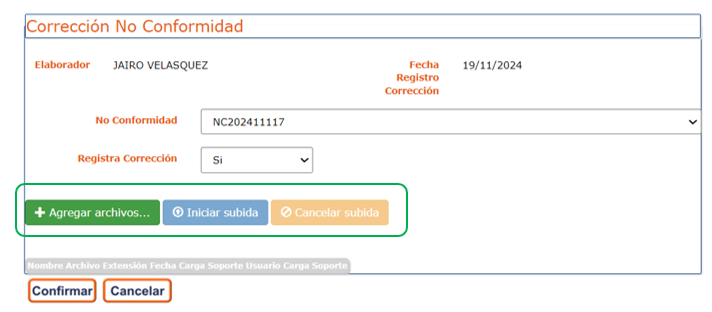 Corrección No Conformidad
Elaborador JAIRO VELASQUEZ Fecha Registro Corrección 19/11/2024
No Conformidad NC202411117
Registra Corrección Si
Agregar archivos... Iniciar subida Cancelar subida
Nombre Archivo Extensión Fecha Carga Soporte Usuario Carga Soporte
Confirmar Cancelar